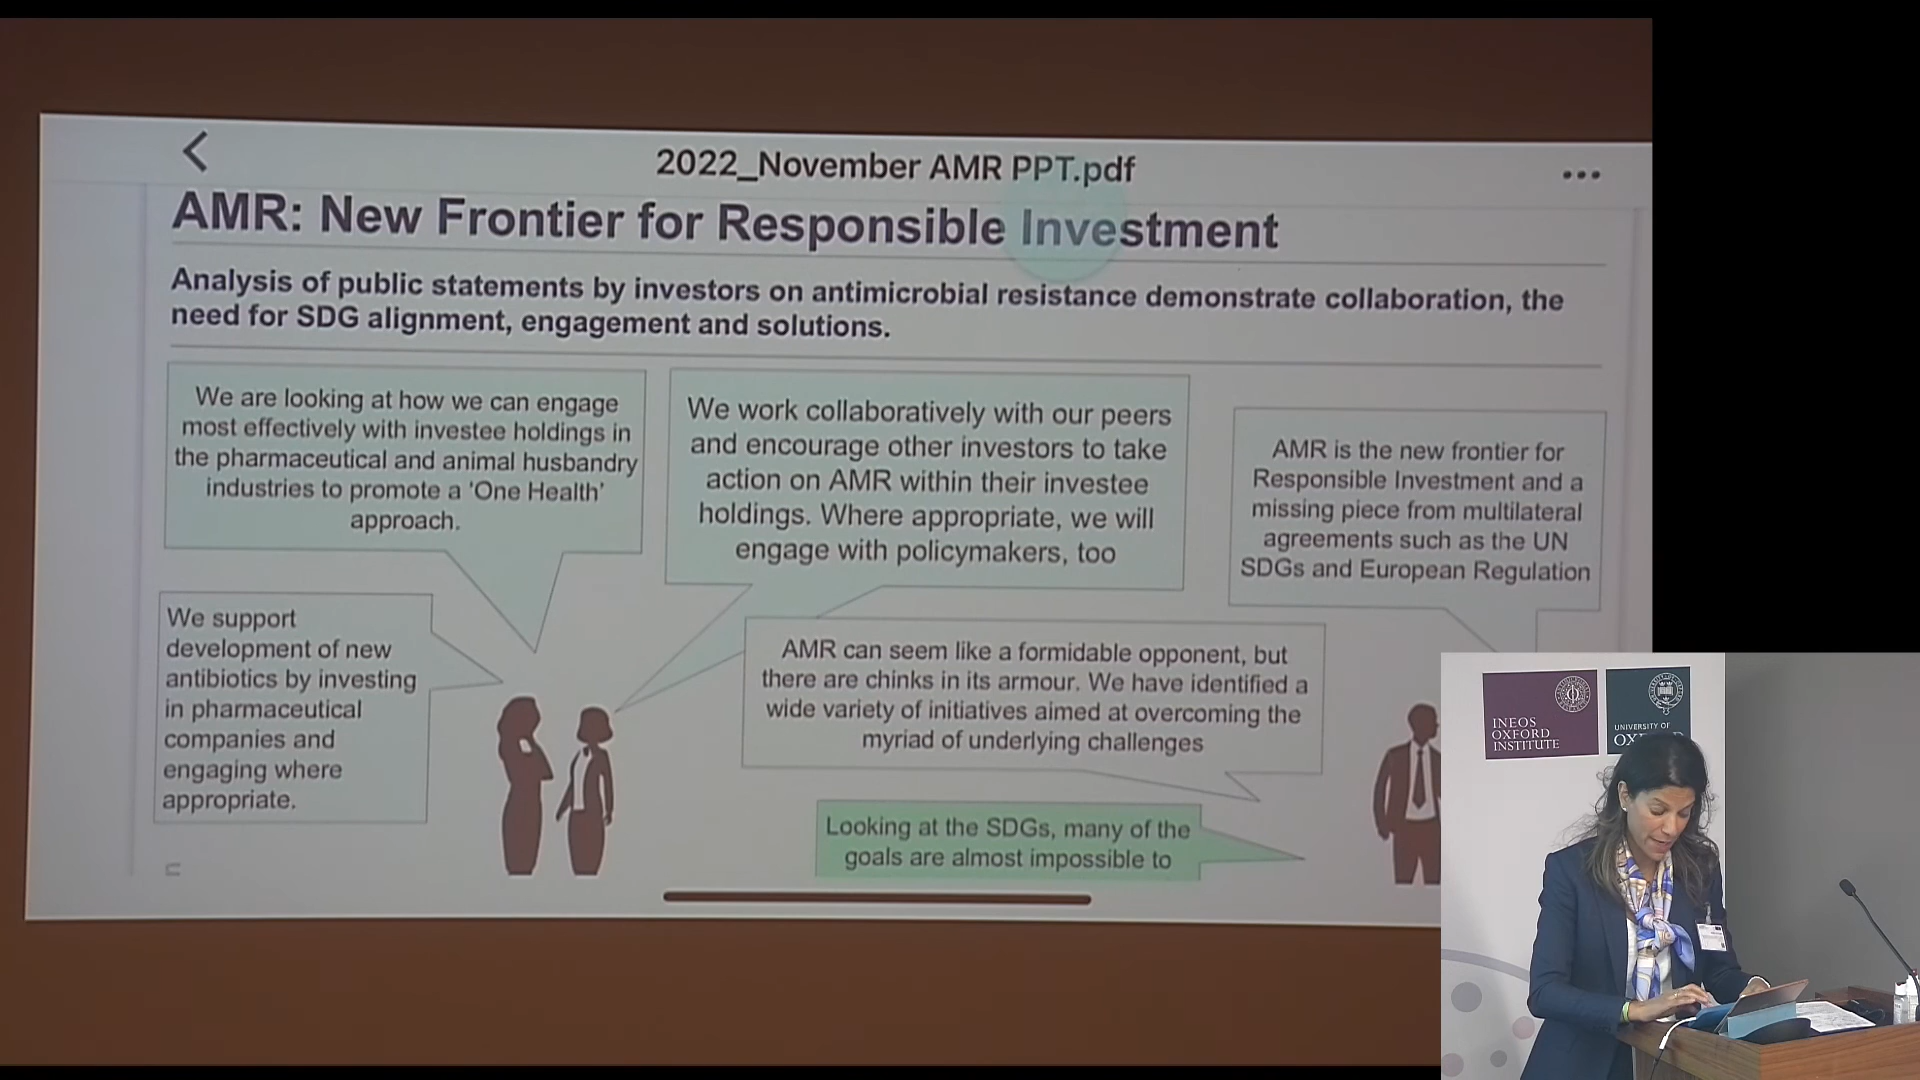 2022_November AMR PPT.pdf
AMR: New Frontier for Responsible Investment
Analysis of public statements by investors on antimicrobial resistance demonstrate collaboration, the
need for SDG alignment, engagement and solutions.
We are looking at how we can engage
most effectively with investee holdings in
the pharmaceutical and animal husbandry
industries to promote a 'One Health'
approach.
We work collaboratively with our peers
and encourage other investors to take
action on AMR within their investee
holdings. Where appropriate, we will
engage with policymakers, too
AMR is the new frontier for
Responsible Investment and a
missing piece from multilateral
agreements such as the UN
SDGs and European Regulation
We support
development of new
antibiotics by investing
in pharmaceutical
companies and
engaging where
appropriate.
AMR can seem like a formidable opponent, but
there are chinks in its armour. We have identified a
wide variety of initiatives aimed at overcoming the
myriad of underlying challenges
Looking at the SDGs, many of the
goals are almost impossible to
INEOS
OXFORD
INSTITUTE
UNIVERSITY OF